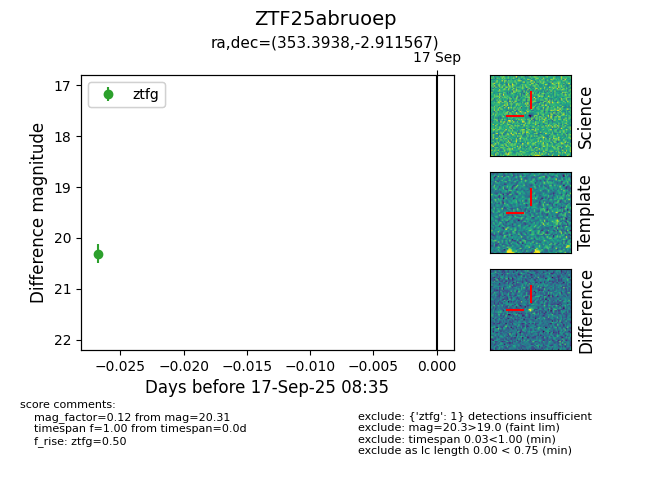 ZTF25abruoep
ra,dec=(353.3938,-2.911567)
17 Sep
ztfg
17
18
19
20
21
22
Difference magnitude
−0.025
−0.020
−0.015
−0.010
−0.005
0.000
Days before 17-Sep-25 08:35
Science
Template
Difference
score comments:
mag_factor=0.12 from mag=20.31
timespan f=1.00 from timespan=0.0d
f_rise: ztfg=0.50
exclude: {'ztfg': 1} detections insufficient
exclude: mag=20.3>19.0 (faint lim)
exclude: timespan 0.03<1.00 (min)
exclude as lc length 0.00 < 0.75 (min)